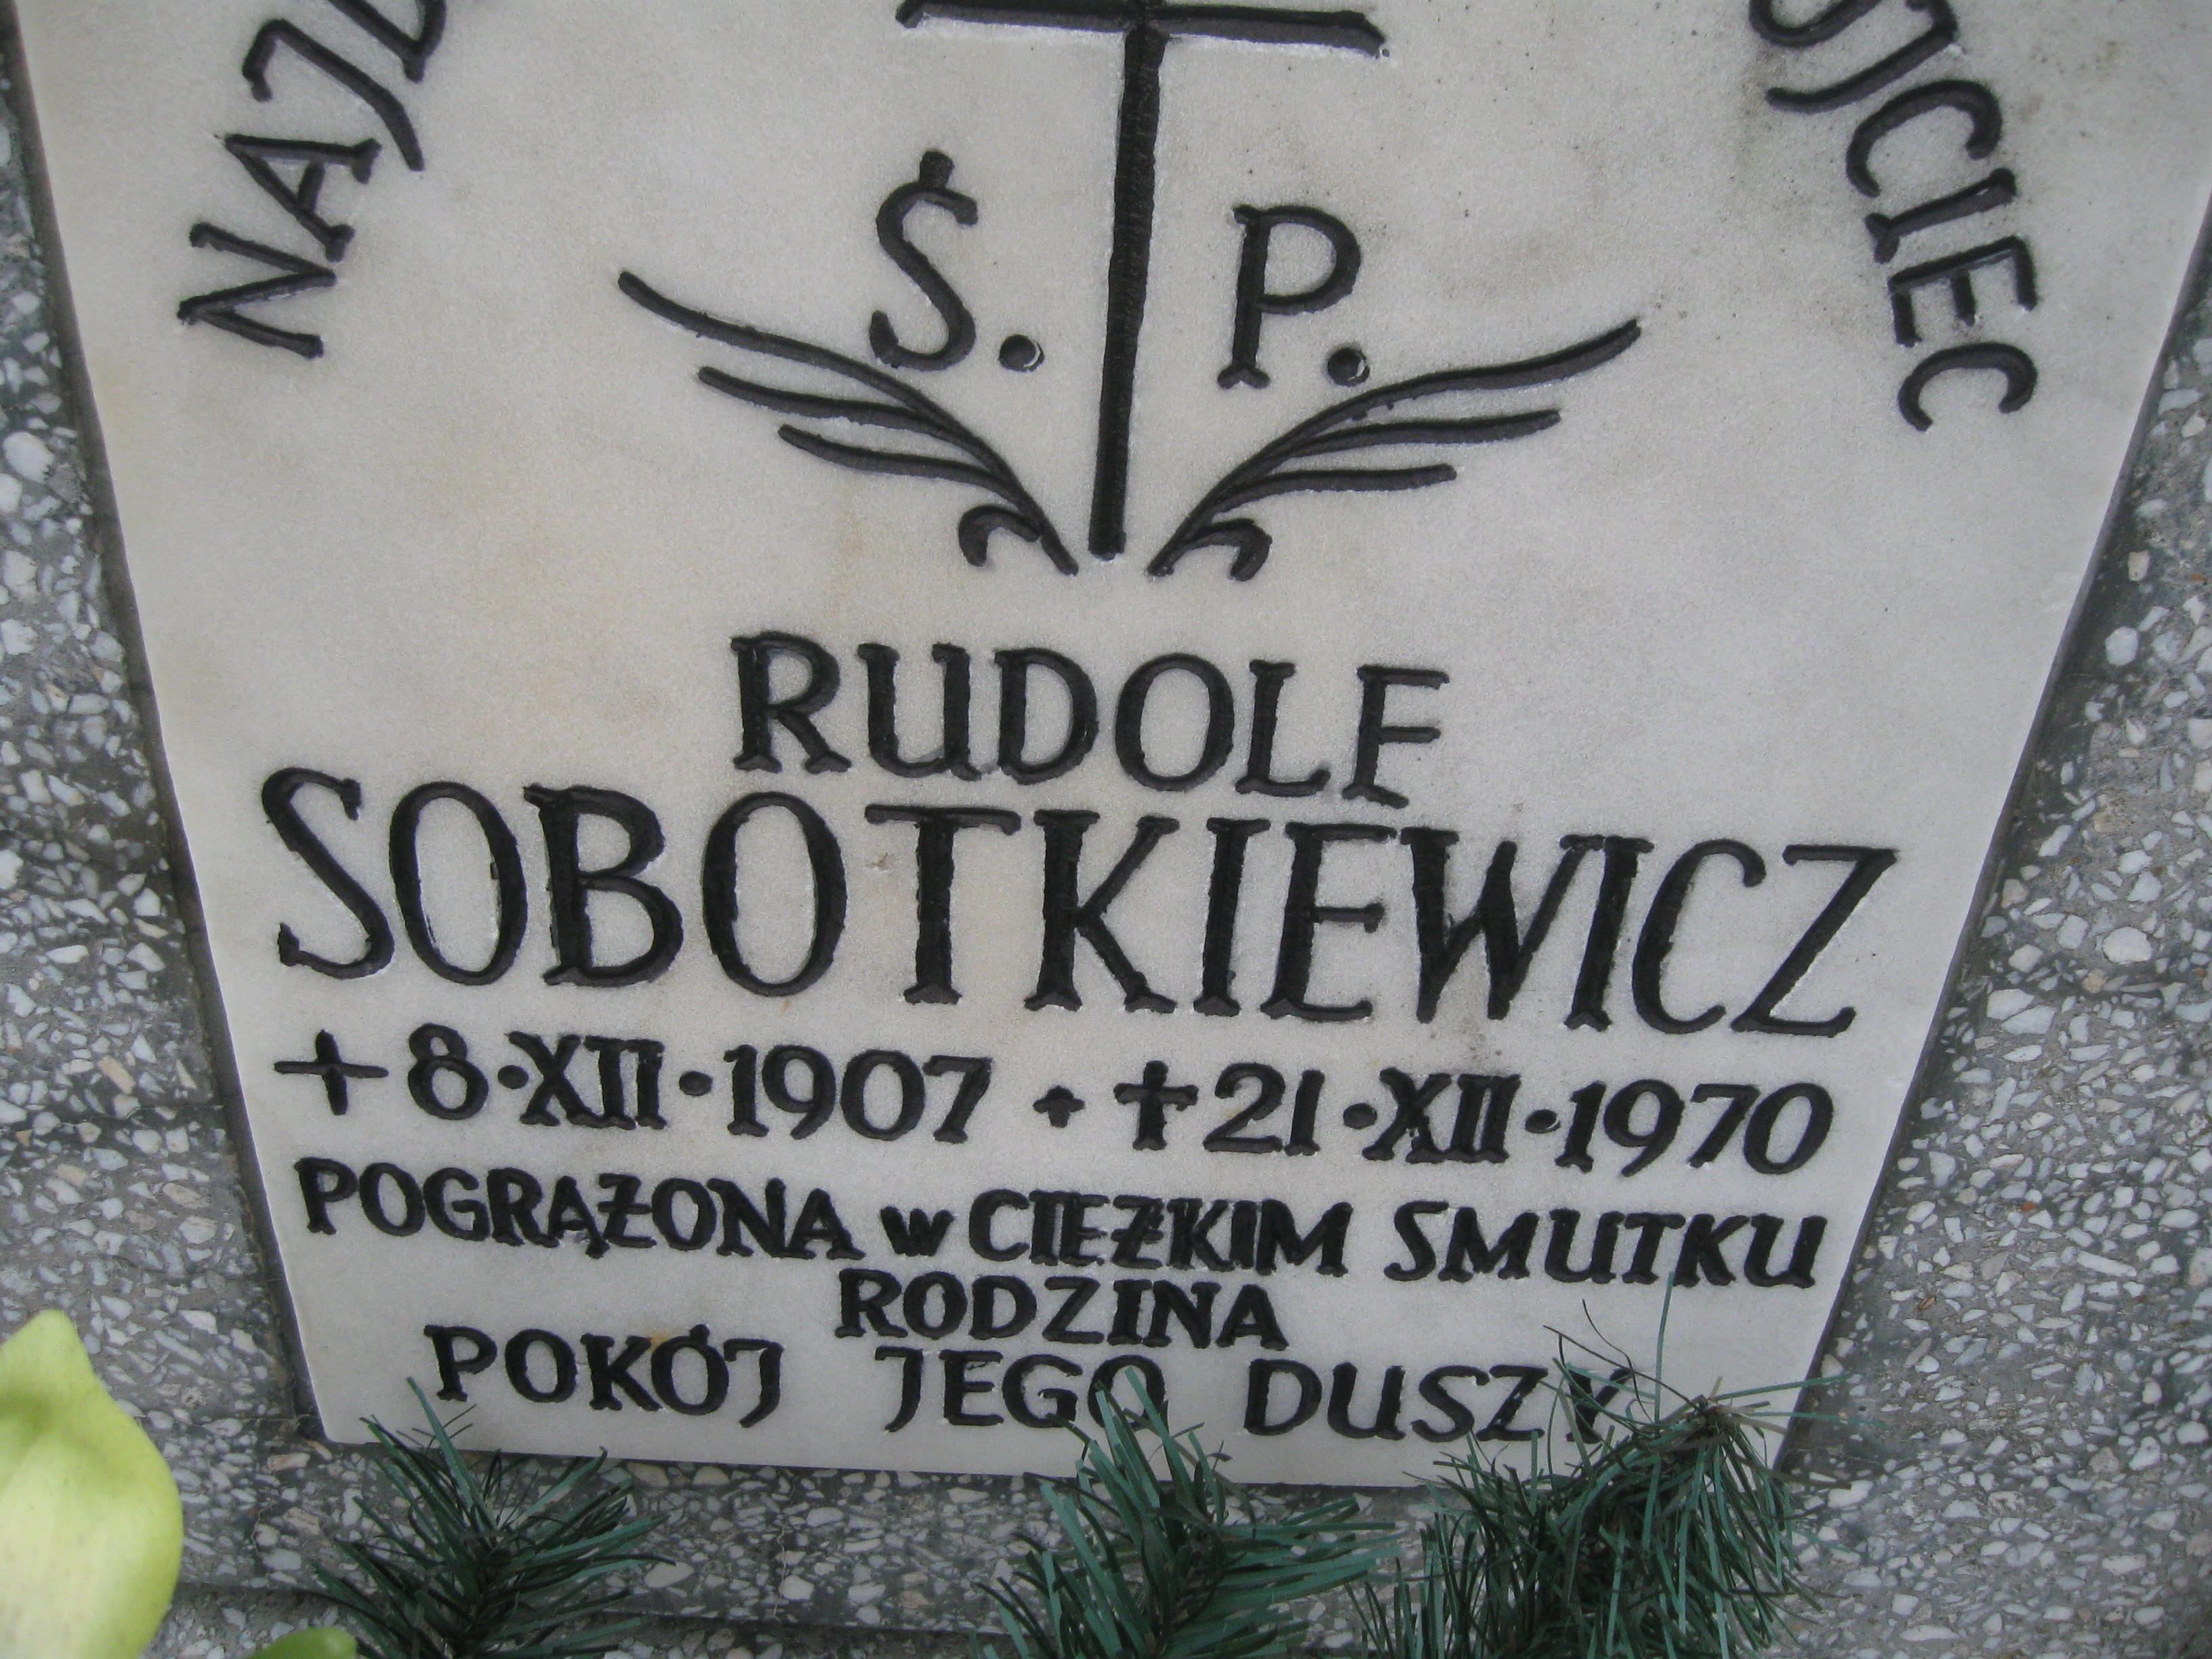 Ś. P.
RUDOLF
SOBOTKIEWICZ
+8·XII·1907 · †21·XII·1970
POGRĄŻONA w CIĘŻKIM SMUTKU
RODZINA
POKÓJ JEGO DUSZY